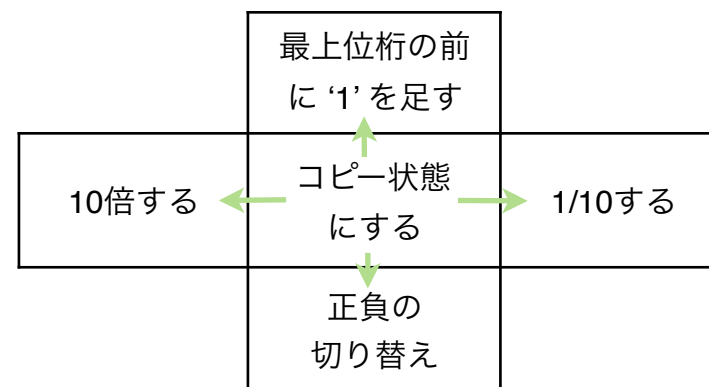 最上位桁の前
に ‘1’ を足す
10倍する
コピー状態
にする
1/10する
正負の
切り替え